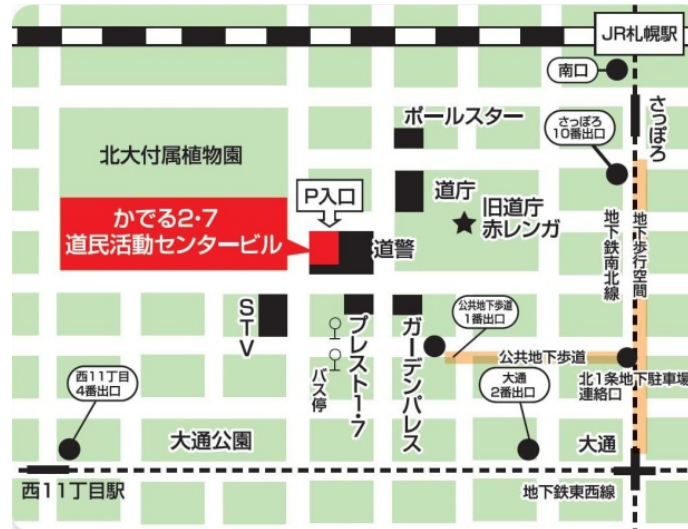 JR札幌駅
南口
さっぽろ
さっぽろ
10番出口
ポールスター
北大付属植物園
P入口
道庁
旧道庁
赤レンガ
かでる2・7
道民活動センタービル
道警
地下鉄南北線
地下歩行空間
STV
プレスト1・7
ガーデンパレス
バス停
公共地下歩道
1番出口
公共地下歩道
北1条地下駐車場
連絡口
西11丁目
4番出口
大通
2番出口
大通公園
大通
西11丁目駅
地下鉄東西線